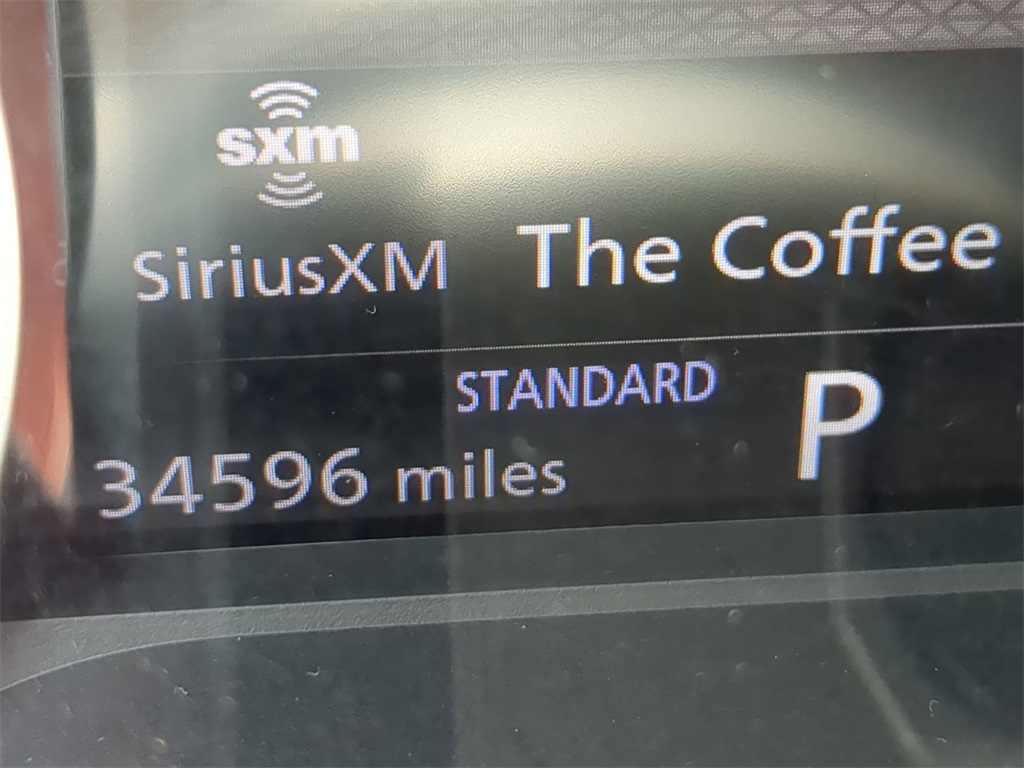 sxm
SiriusXM The Coffee
STANDARD P
34596 miles